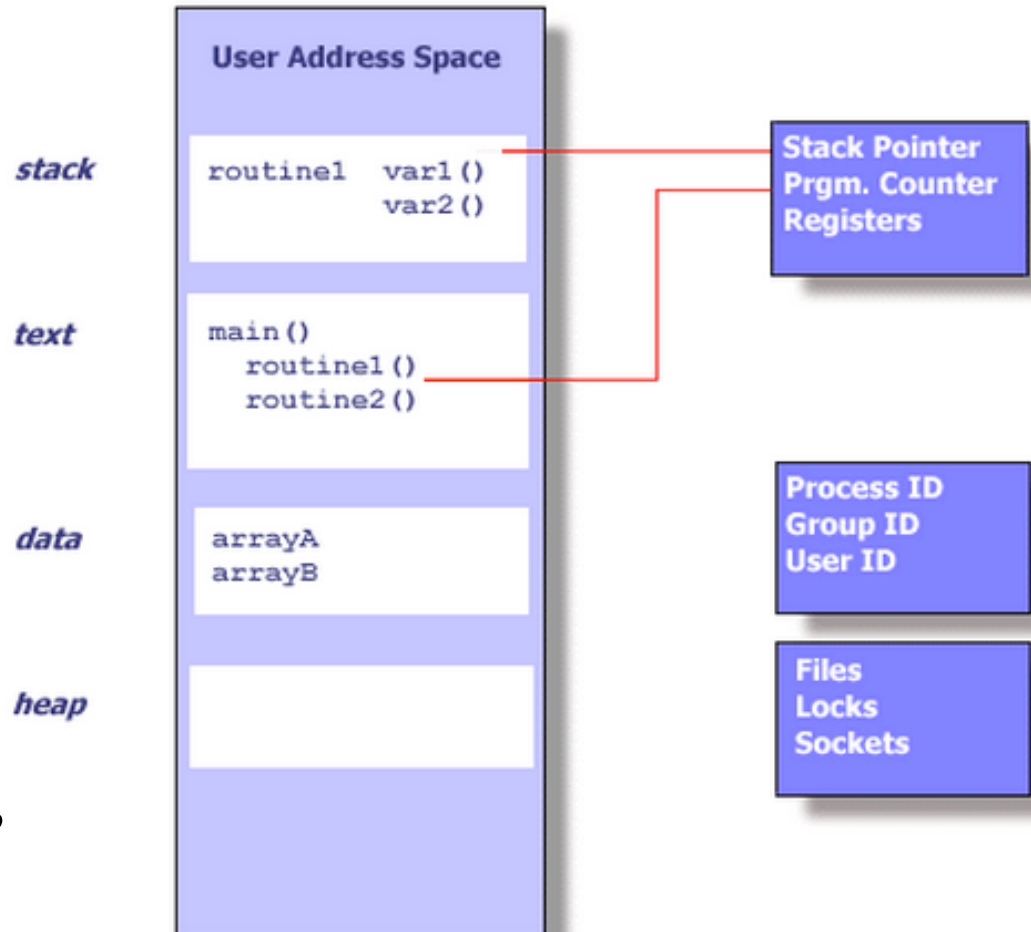 User Address Space
stack
routine1 var1()
var2()
text
main()
routine1()
routine2()
data
arrayA
arrayB
heap
Stack Pointer
Prgm. Counter
Registers
Process ID
Group ID
User ID
Files
Locks
Sockets